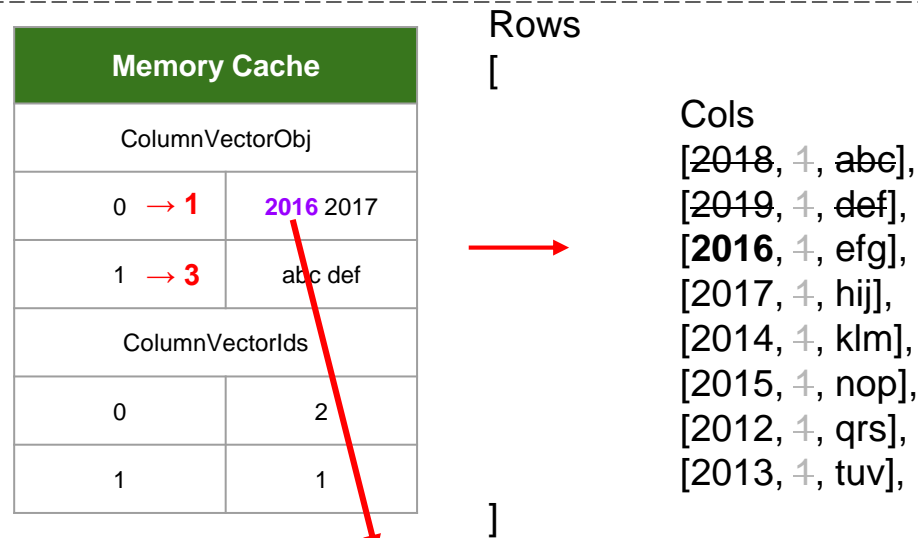 Memory Cache
ColumnVectorObj
0 → 1 2016 2017
1 → 3 abc def
ColumnVectorIds
0 2
1 1
Rows
[
Cols
[2018, 1, abc],
[2019, 1, def],
[2016, 1, efg],
[2017, 1, hij],
[2014, 1, klm],
[2015, 1, nop],
[2012, 1, qrs],
[2013, 1, tuv],
]